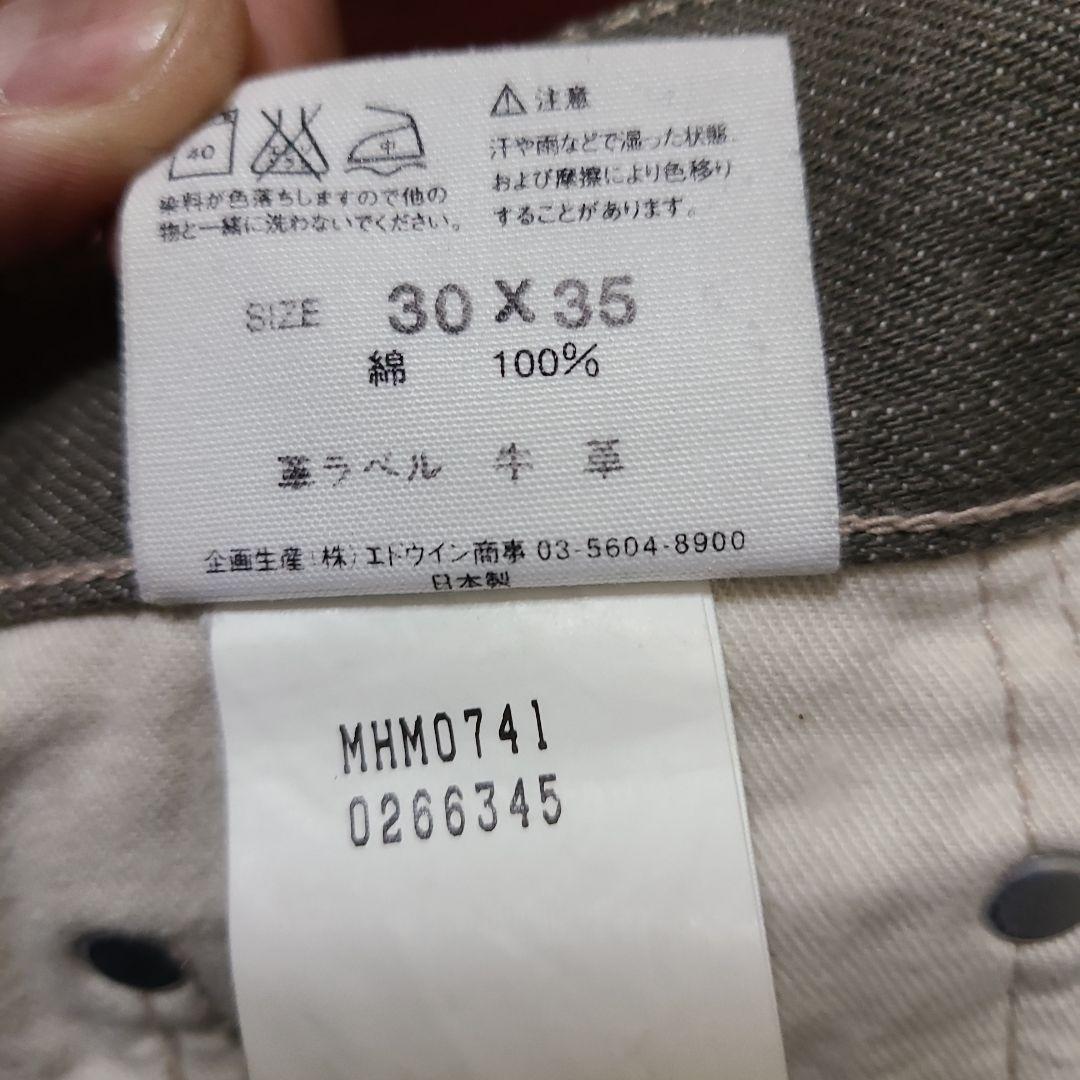 40
中
染料が色落ちしますので他の
物と一緒に洗わないでください。
注意
汗や雨などで湿った状態
および摩擦により色移り
することがあります。
SIZE 30 X 35
綿 100%
革ラベル 牛 革
企画生産(株)エドウイン商事 03-5604-8900
日本製
MHM0741
0266345